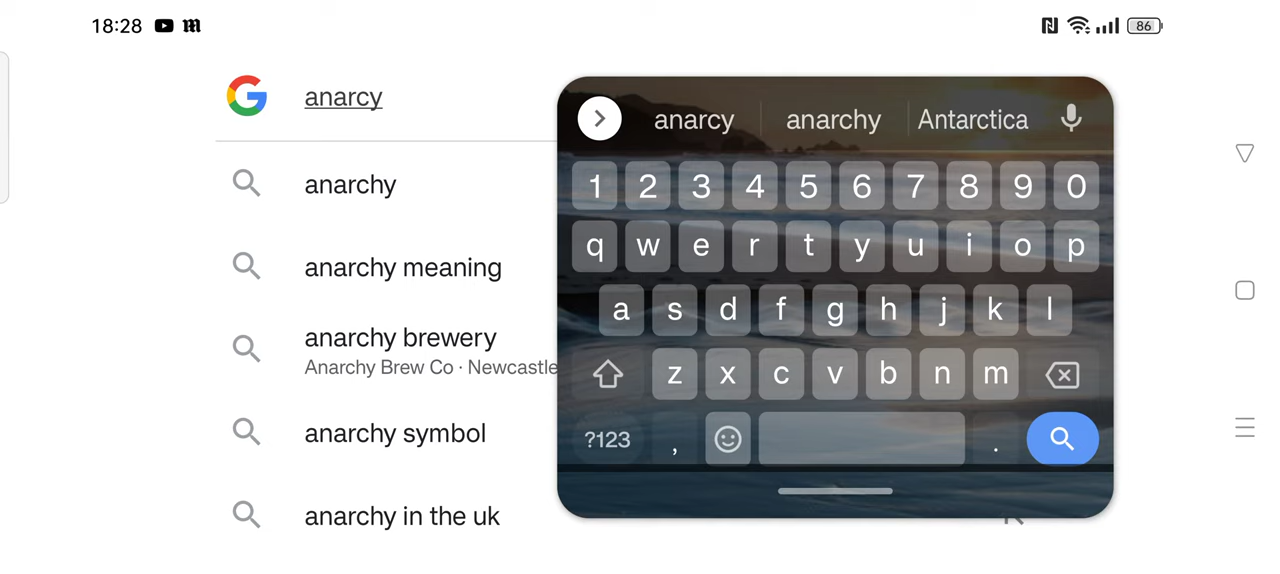 18:28
86
anarcy
anarchy
anarchy meaning
anarchy brewery
Anarchy Brew Co · Newcastle
anarchy symbol
anarchy in the uk
anarcy anarchy Antarctica
1 2 3 4 5 6 7 8 9 0
q w e r t y u i o p
a s d f g h j k l
z x c v b n m
?123 , .